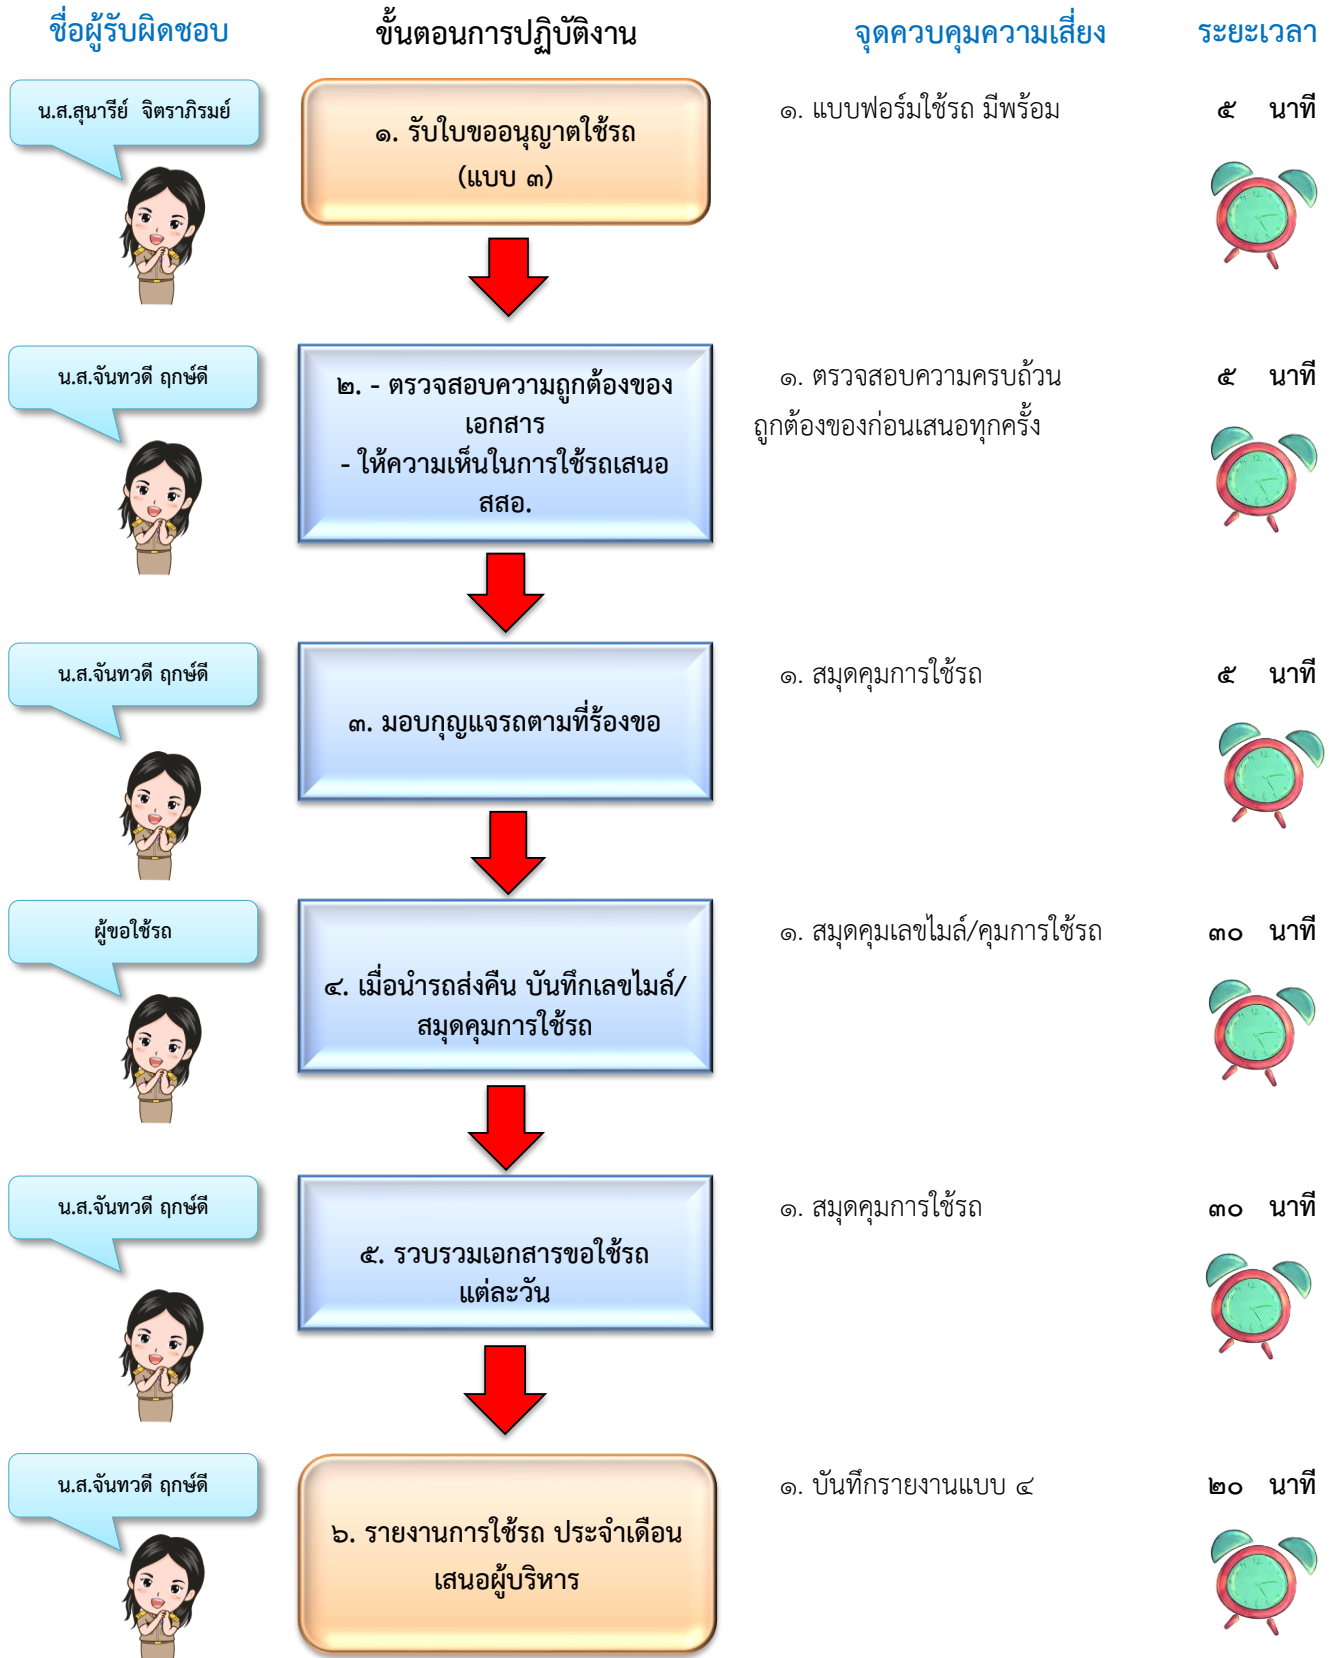 ชื่อผู้รับผิดชอบ ขั้นตอนการปฏิบัติงาน จุดควบคุมความเสี่ยง ระยะเวลา
น.ส.สุนารีย์ จิตราภิรมย์
๑. รับใบขออนุญาตใช้รถ
(แบบ ๓)
๑. แบบฟอร์มใช้รถ มีพร้อม
๕ นาที
น.ส.จันทวดี ฤกษ์ดี
๒. - ตรวจสอบความถูกต้องของ
เอกสาร
- ให้ความเห็นในการใช้รถเสนอ
สสอ.
๑. ตรวจสอบความครบถ้วน
ถูกต้องของก่อนเสนอทุกครั้ง
๕ นาที
น.ส.จันทวดี ฤกษ์ดี
๓. มอบกุญแจรถตามที่ร้องขอ
๑. สมุดคุมการใช้รถ
๕ นาที
ผู้ขอใช้รถ
๔. เมื่อนำรถส่งคืน บันทึกเลขไมล์/
สมุดคุมการใช้รถ
๑. สมุดคุมเลขไมล์/คุมการใช้รถ
๓๐ นาที
น.ส.จันทวดี ฤกษ์ดี
๕. รวบรวมเอกสารขอใช้รถ
แต่ละวัน
๑. สมุดคุมการใช้รถ
๓๐ นาที
น.ส.จันทวดี ฤกษ์ดี
๖. รายงานการใช้รถ ประจำเดือน
เสนอผู้บริหาร
๑. บันทึกรายงานแบบ ๔
๒๐ นาที